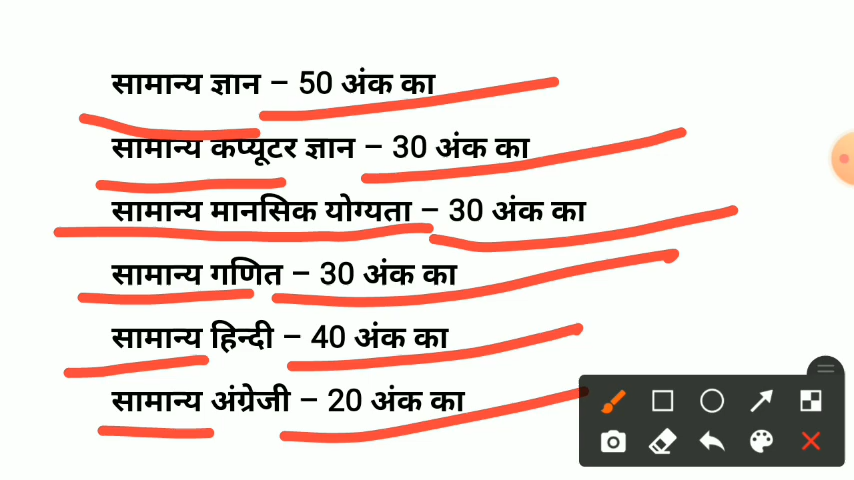 सामान्य ज्ञान – 50 अंक का
सामान्य कप्यूटर ज्ञान – 30 अंक का
सामान्य मानसिक योग्यता – 30 अंक का
सामान्य गणित – 30 अंक का
सामान्य हिन्दी – 40 अंक का
सामान्य अंग्रेजी – 20 अंक का